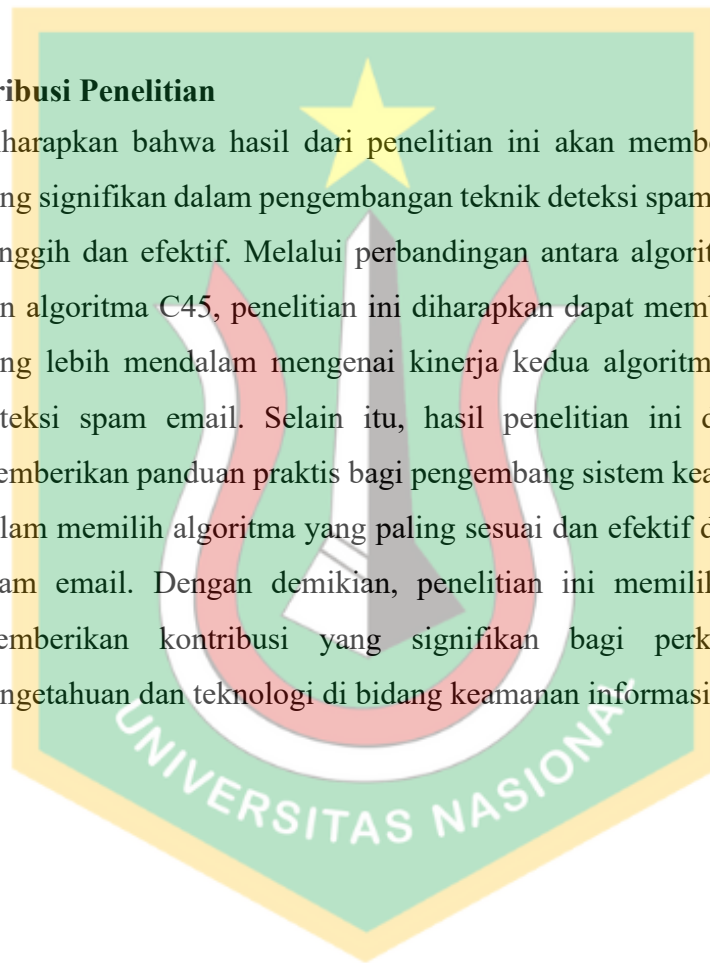 ribusi Penelitian
harapkan bahwa hasil dari penelitian ini akan membe
ng signifikan dalam pengembangan teknik deteksi spam
nggih dan efektif. Melalui perbandingan antara algorit
n algoritma C45, penelitian ini diharapkan dapat mem
ng lebih mendalam mengenai kinerja kedua algoritm
teksi spam email. Selain itu, hasil penelitian ini d
emberikan panduan praktis bagi pengembang sistem kea
lam memilih algoritma yang paling sesuai dan efektif d
am email. Dengan demikian, penelitian ini memilik
emberikan kontribusi yang signifikan bagi perk
ngetahuan dan teknologi di bidang keamanan informasi
UNIVERSITAS NASIONAL